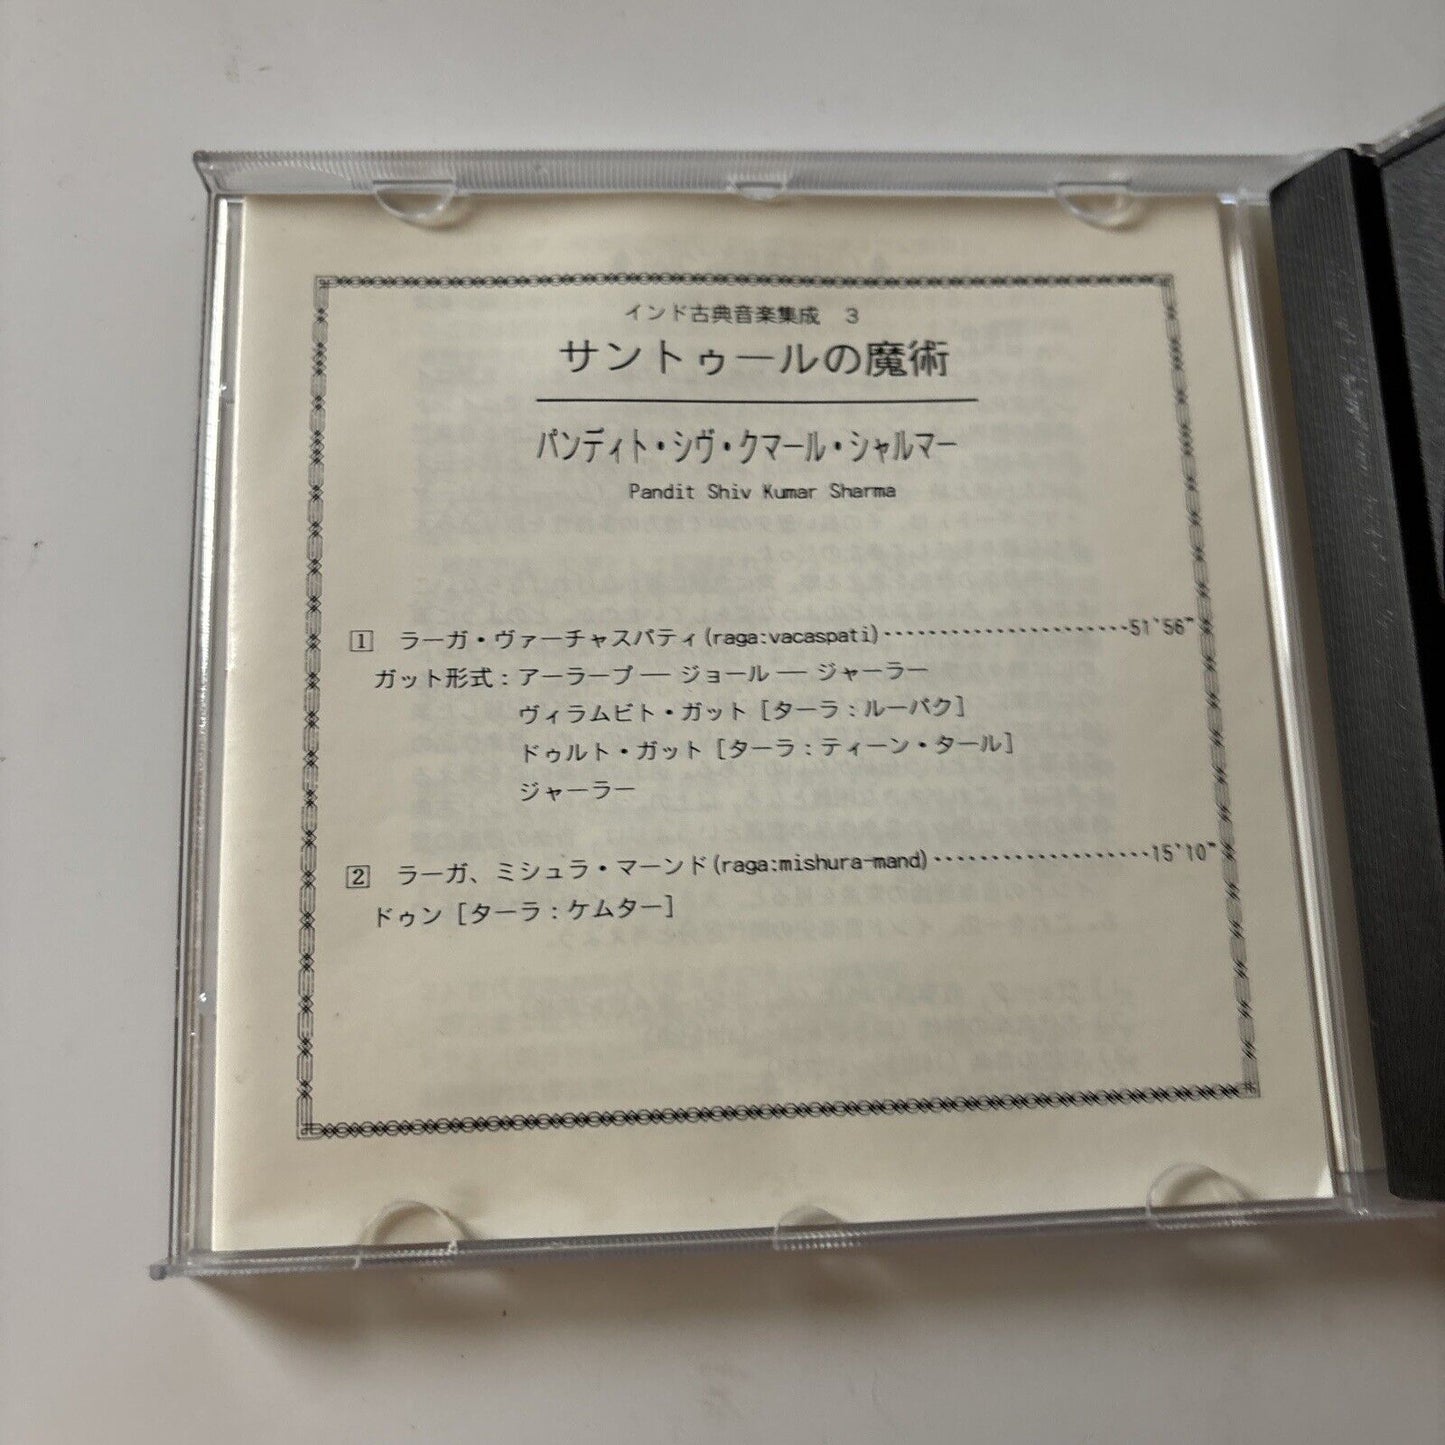 インド古典音楽集成 3
サントゥールの魔術
パンディト・シヴ・クマール・シャルマー
Pandit Shiv Kumar Sharma
1 ラーガ・ヴァーチャスパティ(raga:vacaspati)······················51'56"
ガット形式:アーラープ― ジョール ― ジャーラー
ヴィラムビト・ガット[ターラ:ルーパク]
ドゥルト・ガット[ターラ:ティーン・タール]
ジャーラー
2 ラーガ、ミシュラ・マーンド(raga:mishura-mand)····················15'10"
ドゥン[ターラ:ケムター]